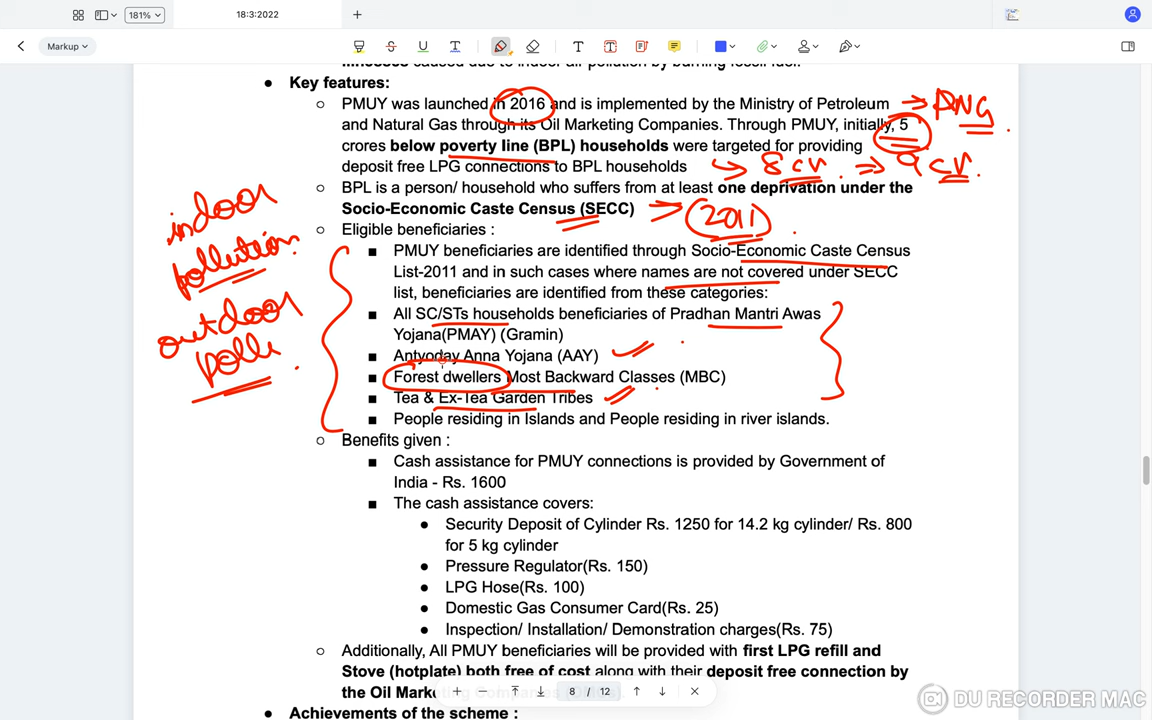 181%
18:3:2022
Markup
illnesses caused due to indoor air pollution by burning fossil fuel.
Key features:
PMUY was launched in 2016 and is implemented by the Ministry of Petroleum
PNG
and Natural Gas through its Oil Marketing Companies. Through PMUY, initially, 5
crores below poverty line (BPL) households were targeted for providing
deposit free LPG connections to BPL households
8 cr. 9 cr.
BPL is a person/ household who suffers from at least one deprivation under the
Socio-Economic Caste Census (SECC)
(2011).
indoor
pollution.
outdoor
pollu.
Eligible beneficiaries :
PMUY beneficiaries are identified through Socio-Economic Caste Census
List-2011 and in such cases where names are not covered under SECC
list, beneficiaries are identified from these categories:
All SC/STs households beneficiaries of Pradhan Mantri Awas
Yojana(PMAY) (Gramin)
Antyoday Anna Yojana (AAY)
Forest dwellers Most Backward Classes (MBC)
Tea & Ex-Tea Garden Tribes
People residing in Islands and People residing in river islands.
Benefits given :
Cash assistance for PMUY connections is provided by Government of
India - Rs. 1600
The cash assistance covers:
Security Deposit of Cylinder Rs. 1250 for 14.2 kg cylinder/ Rs. 800
for 5 kg cylinder
Pressure Regulator(Rs. 150)
LPG Hose(Rs. 100)
Domestic Gas Consumer Card(Rs. 25)
Inspection/ Installation/ Demonstration charges(Rs. 75)
Additionally, All PMUY beneficiaries will be provided with first LPG refill and
Stove (hotplate) both free of cost along with their deposit free connection by
the Oil
8 / 12
Achievements of the scheme :
DU RECORDER MAC